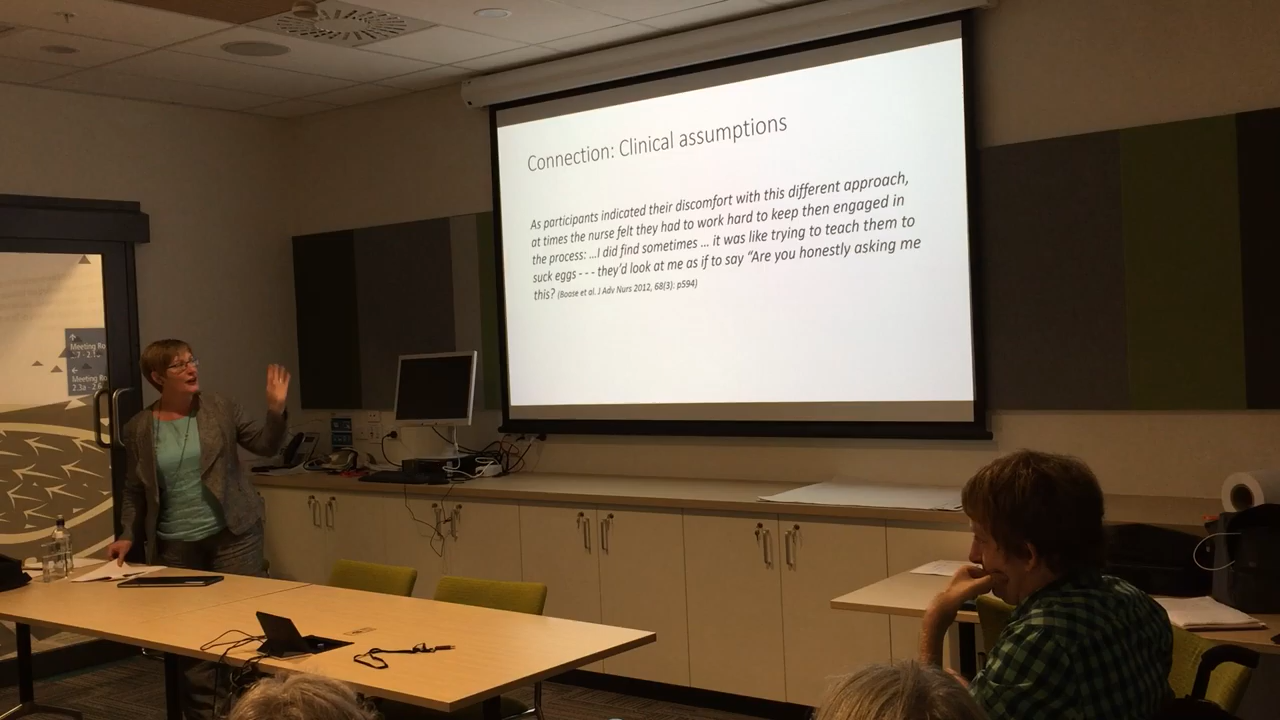 Connection: Clinical assumptions
As participants indicated their discomfort with this different approach,
at times the nurse felt they had to work hard to keep then engaged in
the process: ...I did find sometimes ... it was like trying to teach them to
suck eggs - - - they'd look at me as if to say "Are you honestly asking me
this? (Boase et al. J Adv Nurs 2012, 68(3): p594)
Meeting Ro
Meeting Ro